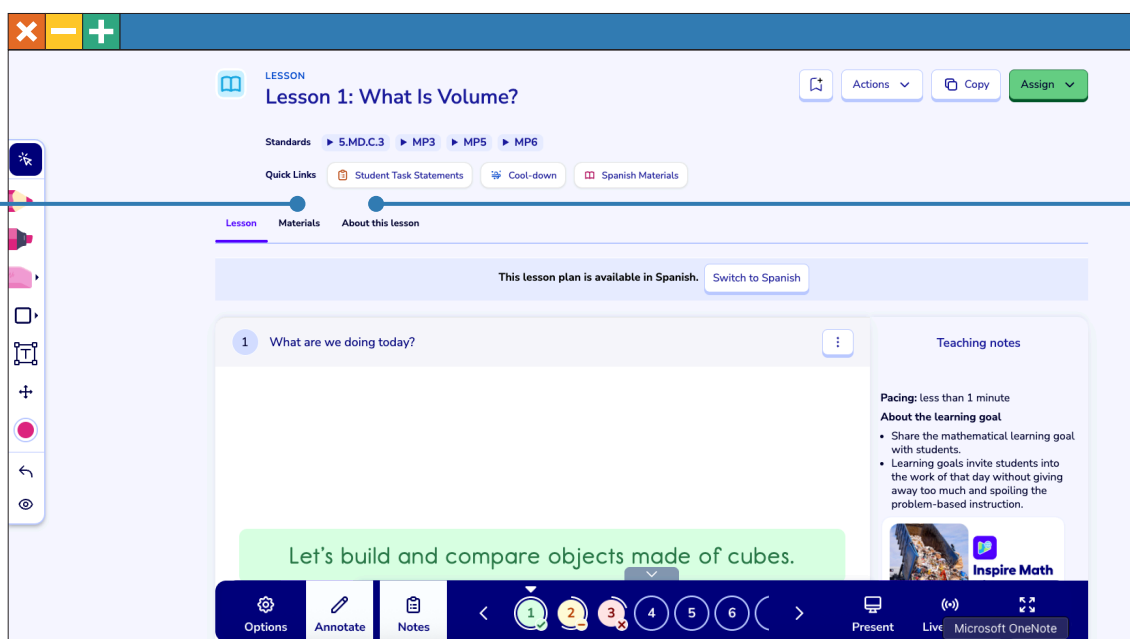 LESSON
Lesson 1: What Is Volume?
Actions
Copy
Assign
Standards
5.MD.C.3
MP3
MP5
MP6
Quick Links
Student Task Statements
Cool-down
Spanish Materials
Lesson
Materials
About this lesson
This lesson plan is available in Spanish.
Switch to Spanish
1
What are we doing today?
Teaching notes
Pacing: less than 1 minute
About the learning goal
• Share the mathematical learning goal
with students.
• Learning goals invite students into
the work of that day without giving
away too much and spoiling the
problem-based instruction.
Let's build and compare objects made of cubes.
Inspire Math
T
Options
Annotate
Notes
1
2
3
4
5
6
Present
Live
Microsoft OneNote